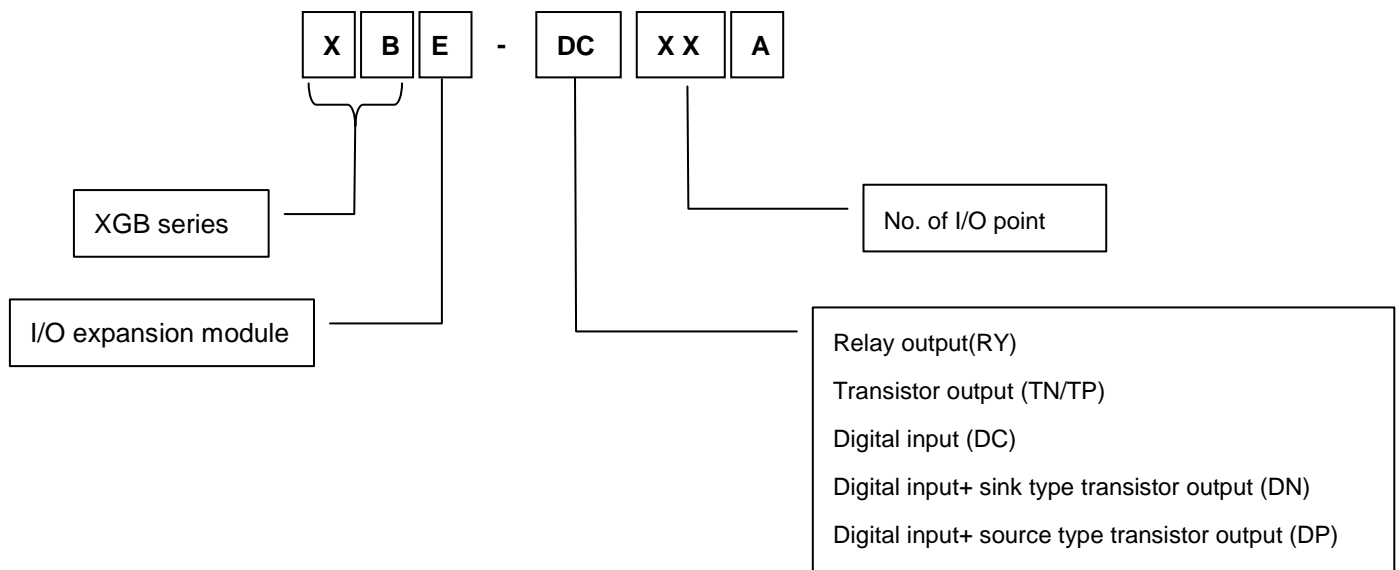 X B E - DC X X A
XGB series
No. of I/O point
I/O expansion module
Relay output(RY)
Transistor output (TN/TP)
Digital input (DC)
Digital input+ sink type transistor output (DN)
Digital input+ source type transistor output (DP)